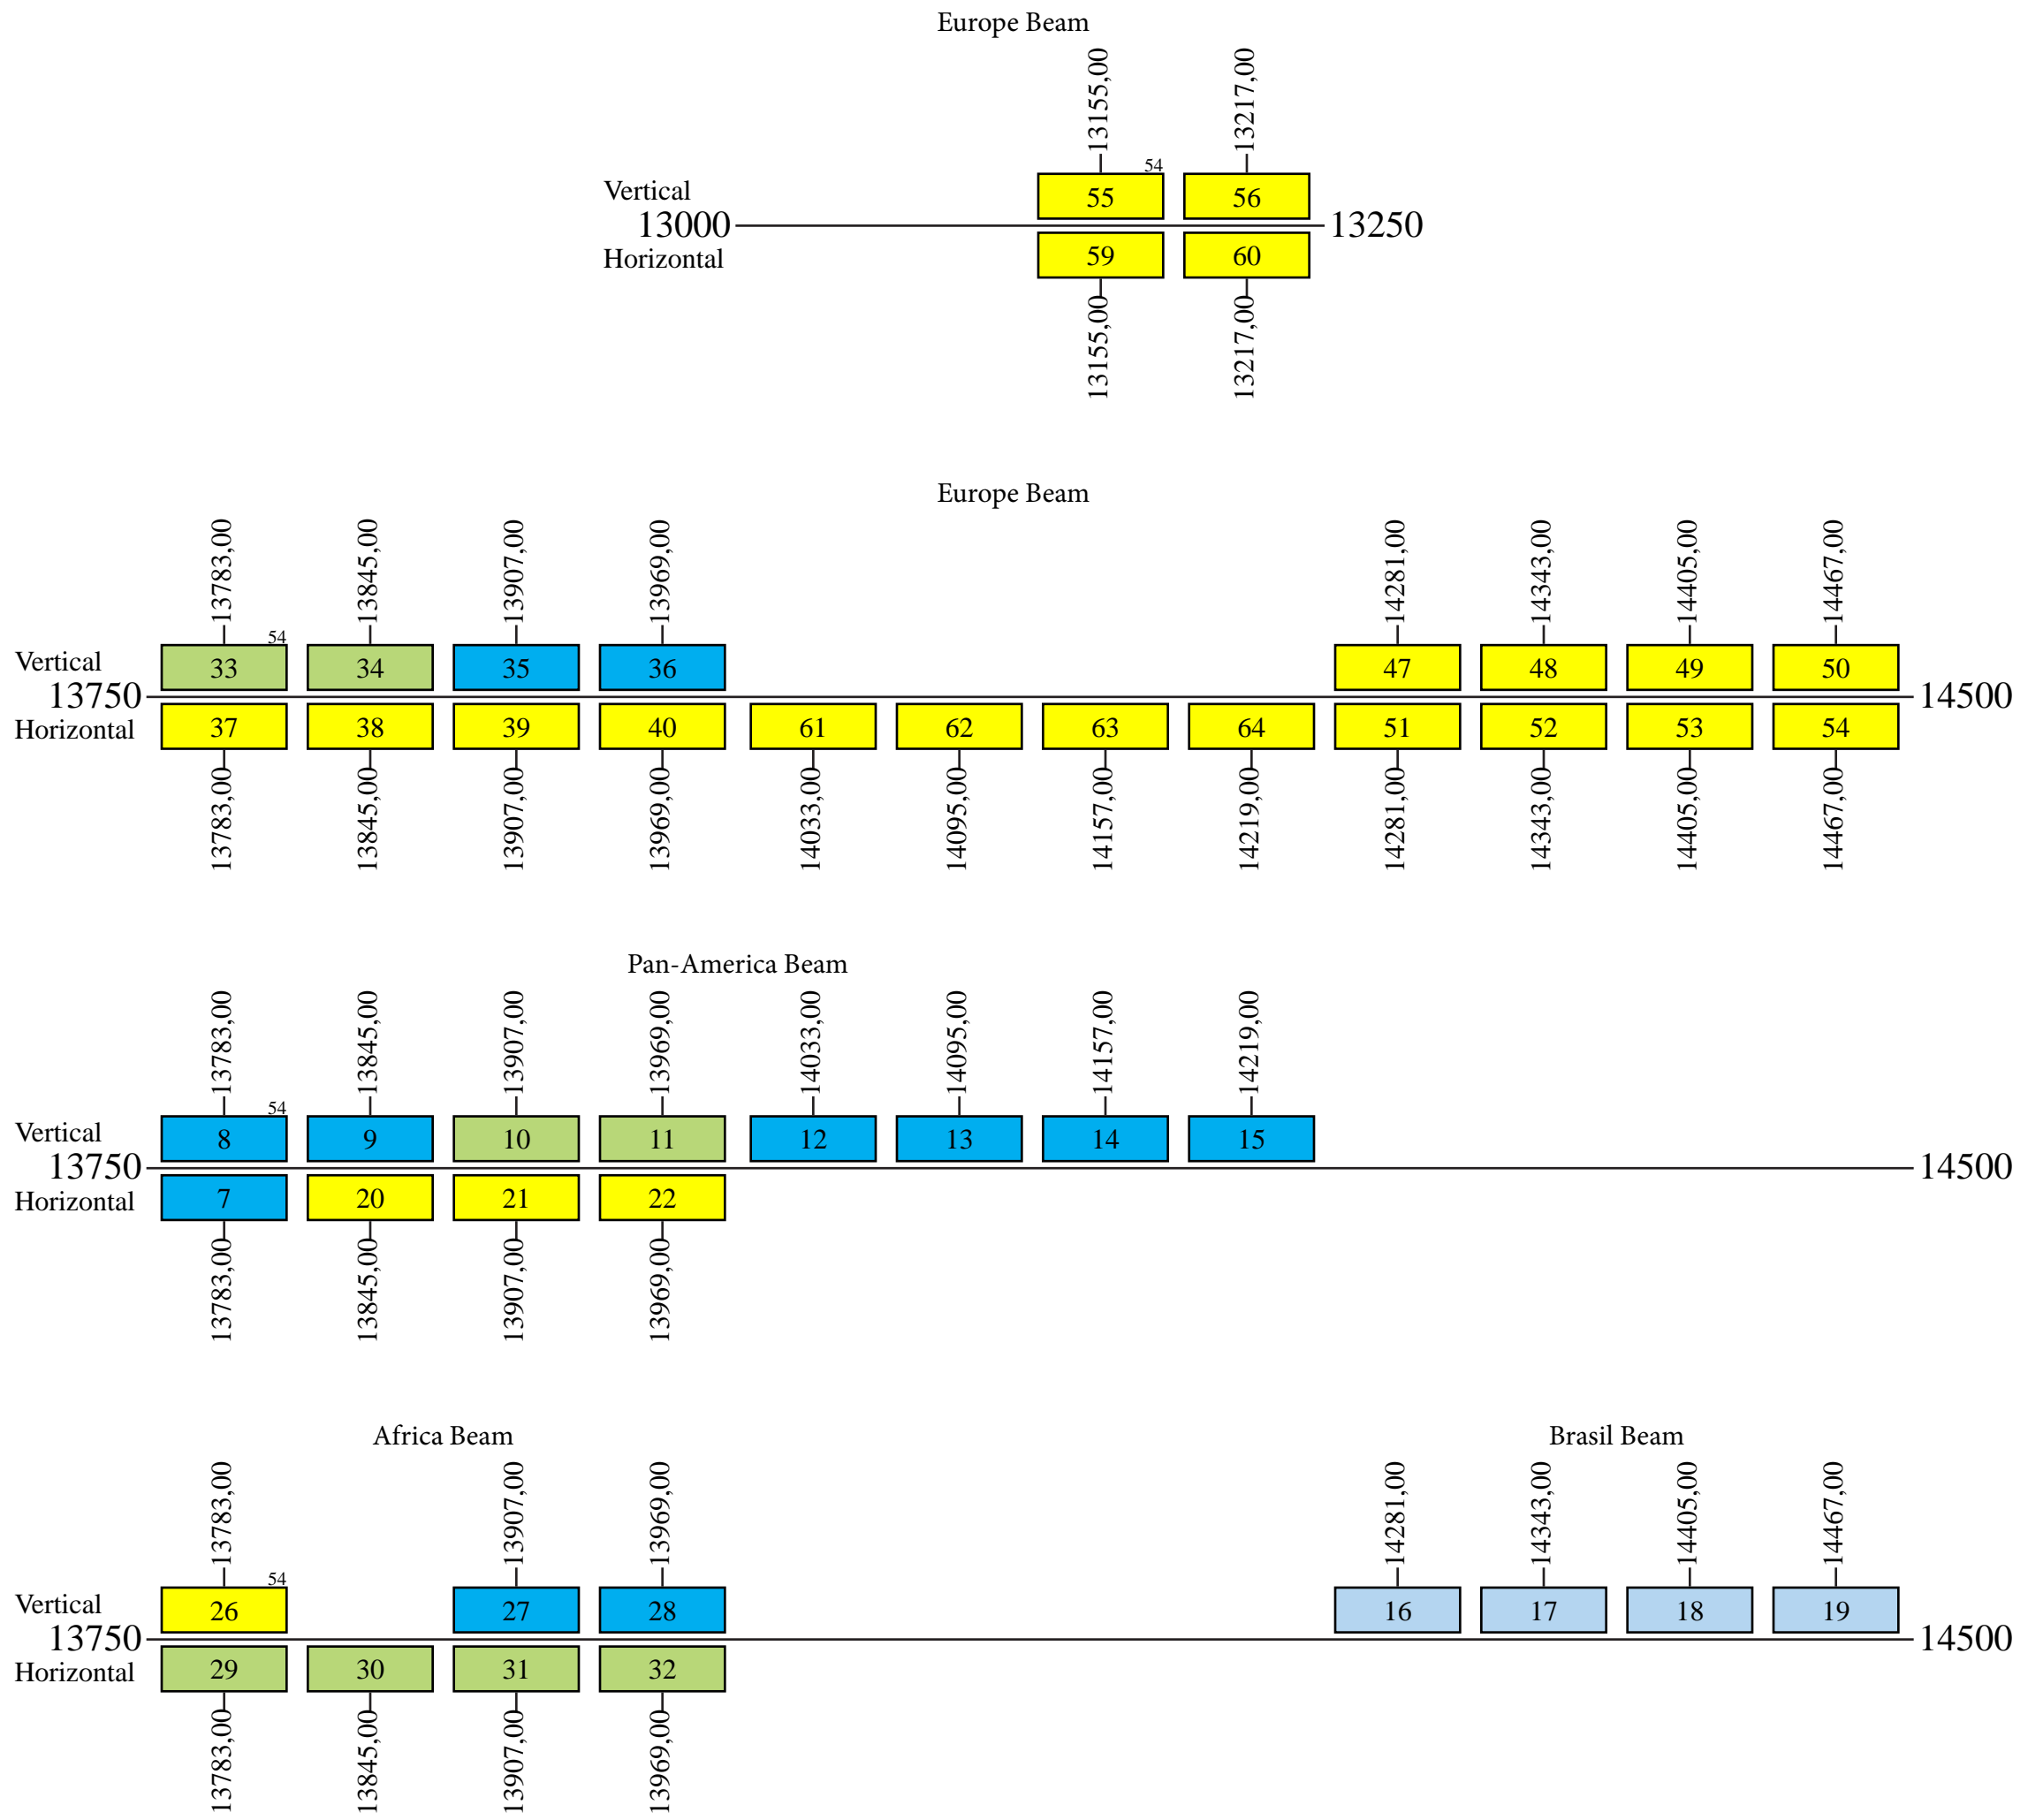 Europe Beam
13155,00 13217,00
54
Vertical 55 56
13000 13250
Horizontal 59 60
13155,00 13217,00
Europe Beam
13783,00 13845,00 13907,00 13969,00 14281,00 14343,00 14405,00 14467,00
54
Vertical 33 34 35 36 47 48 49 50
13750 14500
Horizontal 37 38 39 40 61 62 63 64 51 52 53 54
13783,00 13845,00 13907,00 13969,00 14033,00 14095,00 14157,00 14219,00 14281,00 14343,00 14405,00 14467,00
Pan-America Beam
13783,00 13845,00 13907,00 13969,00 14033,00 14095,00 14157,00 14219,00
54
Vertical 8 9 10 11 12 13 14 15
13750 14500
Horizontal 7 20 21 22
13783,00 13845,00 13907,00 13969,00
Africa Beam Brasil Beam
13783,00 13907,00 13969,00 14281,00 14343,00 14405,00 14467,00
54
Vertical 26 27 28 16 17 18 19
13750 14500
Horizontal 29 30 31 32
13783,00 13845,00 13907,00 13969,00